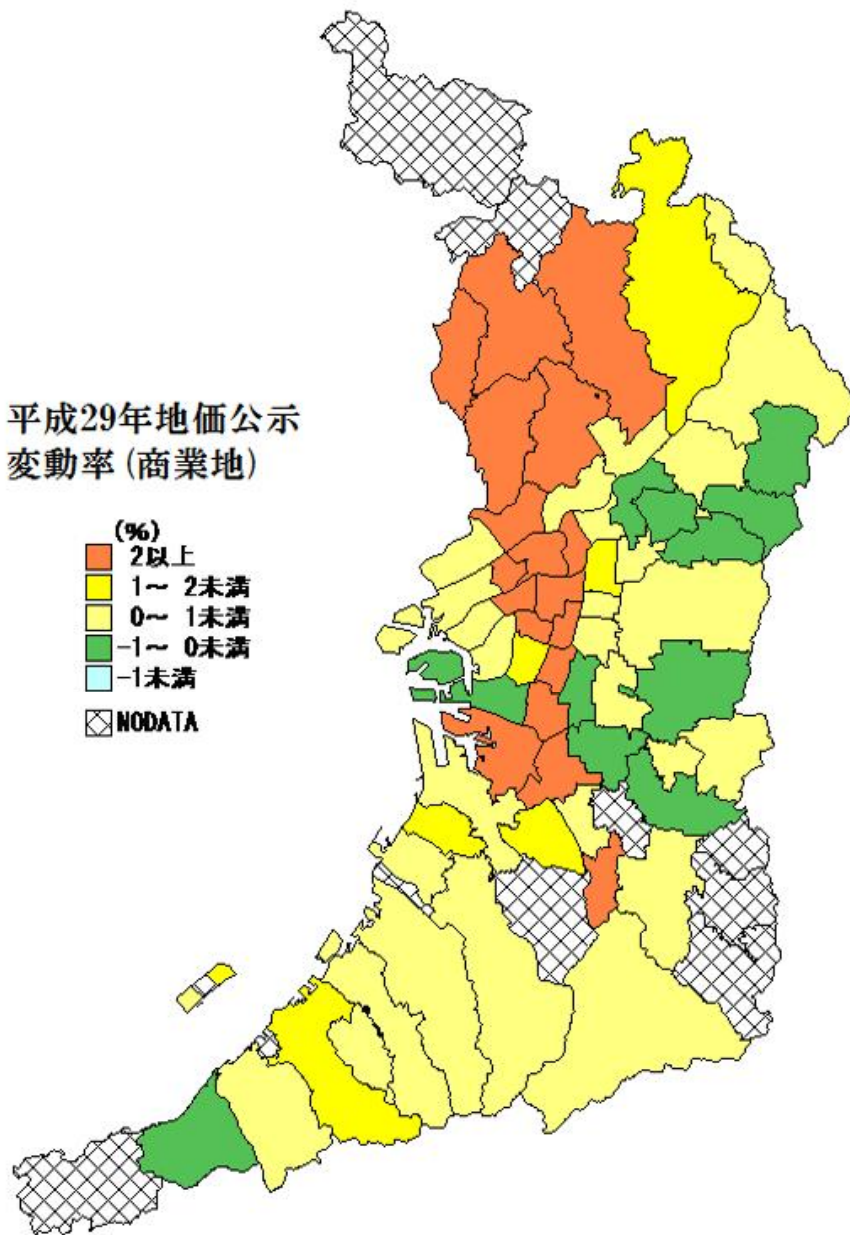 平成29年地価公示
変動率(商業地)
(%)
2以上
1～ 2未満
0～ 1未満
-1～ 0未満
-1未満
NODATA